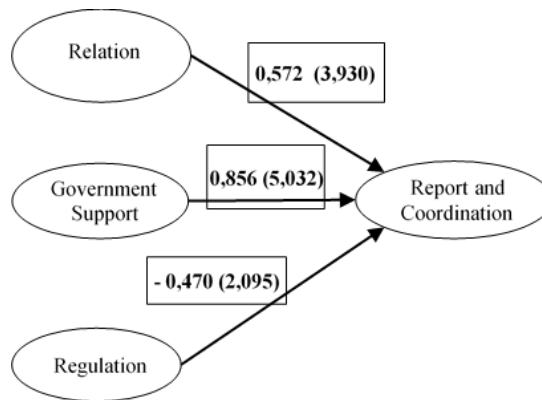 Relation
0,572 (3,930)
Government
Support
0,856 (5,032)
Report and
Coordination
- 0,470 (2,095)
Regulation